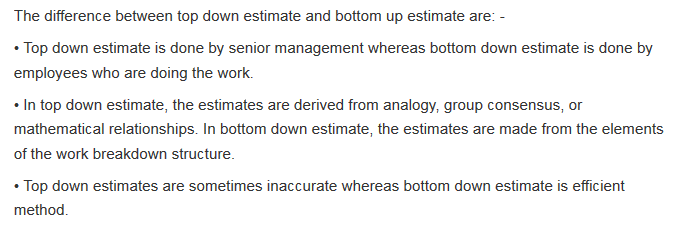 The difference between top down estimate and bottom up estimate are: -
• Top down estimate is done by senior management whereas bottom down estimate is done by
employees who are doing the work.
• In top down estimate, the estimates are derived from analogy, group consensus, or
mathematical relationships. In bottom down estimate, the estimates are made from the elements
of the work breakdown structure.
• Top down estimates are sometimes inaccurate whereas bottom down estimate is efficient
method.